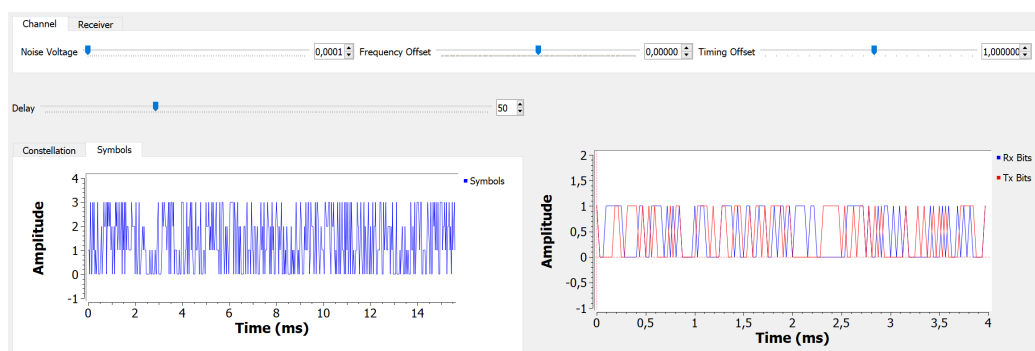 Channel Receiver
Noise Voltage 0,0001 Frequency Offset 0,00000 Timing Offset 1,000000
Delay 50
Constellation Symbols
4
3
2
1
0
-1
Amplitude
0 2 4 6 8 10 12 14
Time (ms)
Symbols
2
1,5
1
0,5
0
-0,5
-1
Amplitude
0 0,5 1 1,5 2 2,5 3 3,5 4
Time (ms)
Rx Bits
Tx Bits